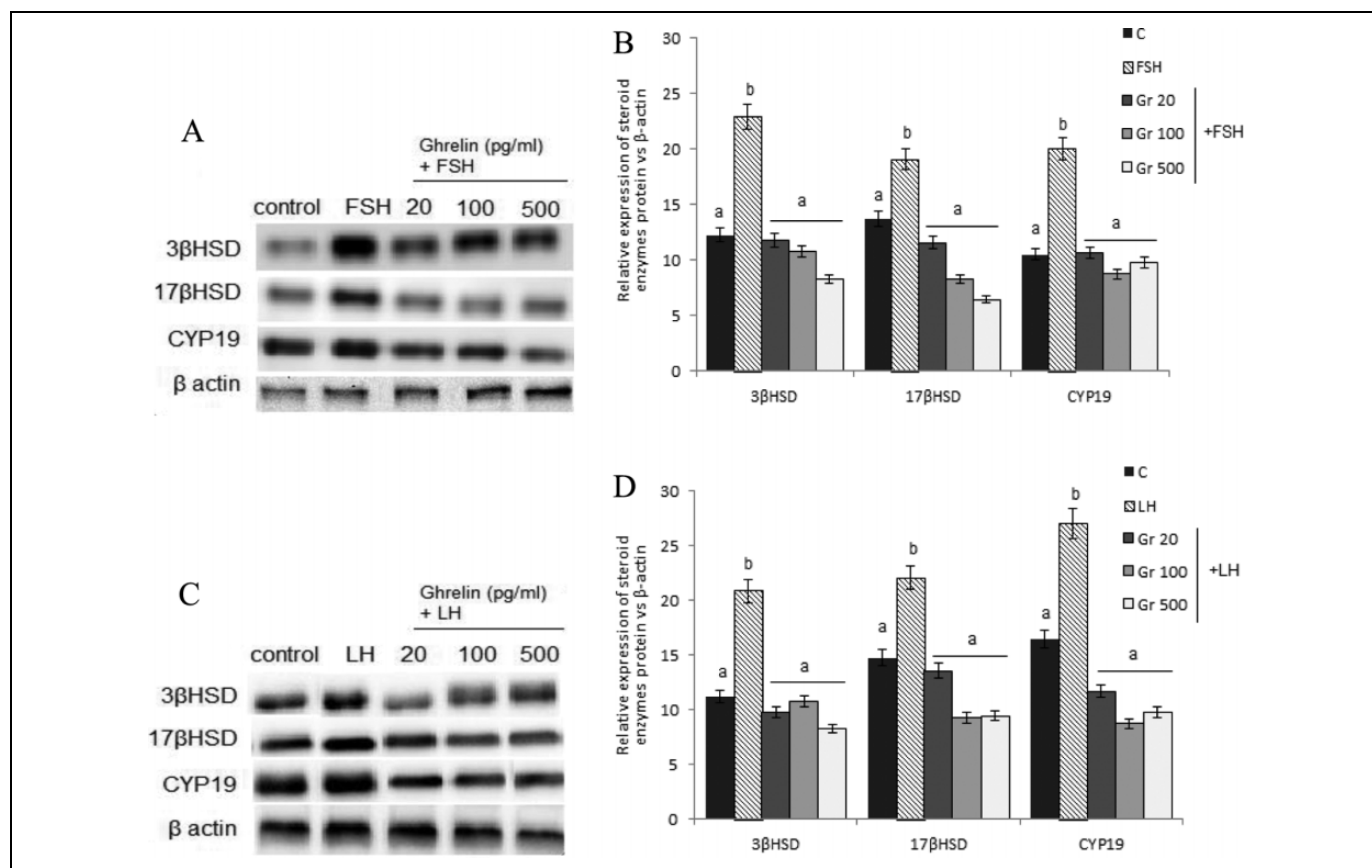 A
Ghrelin (pg/ml)
+ FSH
control FSH 20 100 500
3βHSD
17βHSD
CYP19
β actin
B
Relative expression of steroid
enzymes protein vs β-actin
30
25
20
15
10
5
0
a b a
a b a
a b a
3βHSD 17βHSD CYP19
C
FSH
Gr 20
Gr 100
Gr 500
+FSH
C
Ghrelin (pg/ml)
+ LH
control LH 20 100 500
3βHSD
17βHSD
CYP19
β actin
D
Relative expression of steroid
enzymes protein vs β-actin
30
25
20
15
10
5
0
a b a
a b a
a b a
3βHSD 17βHSD CYP19
C
LH
Gr 20
Gr 100
Gr 500
+LH